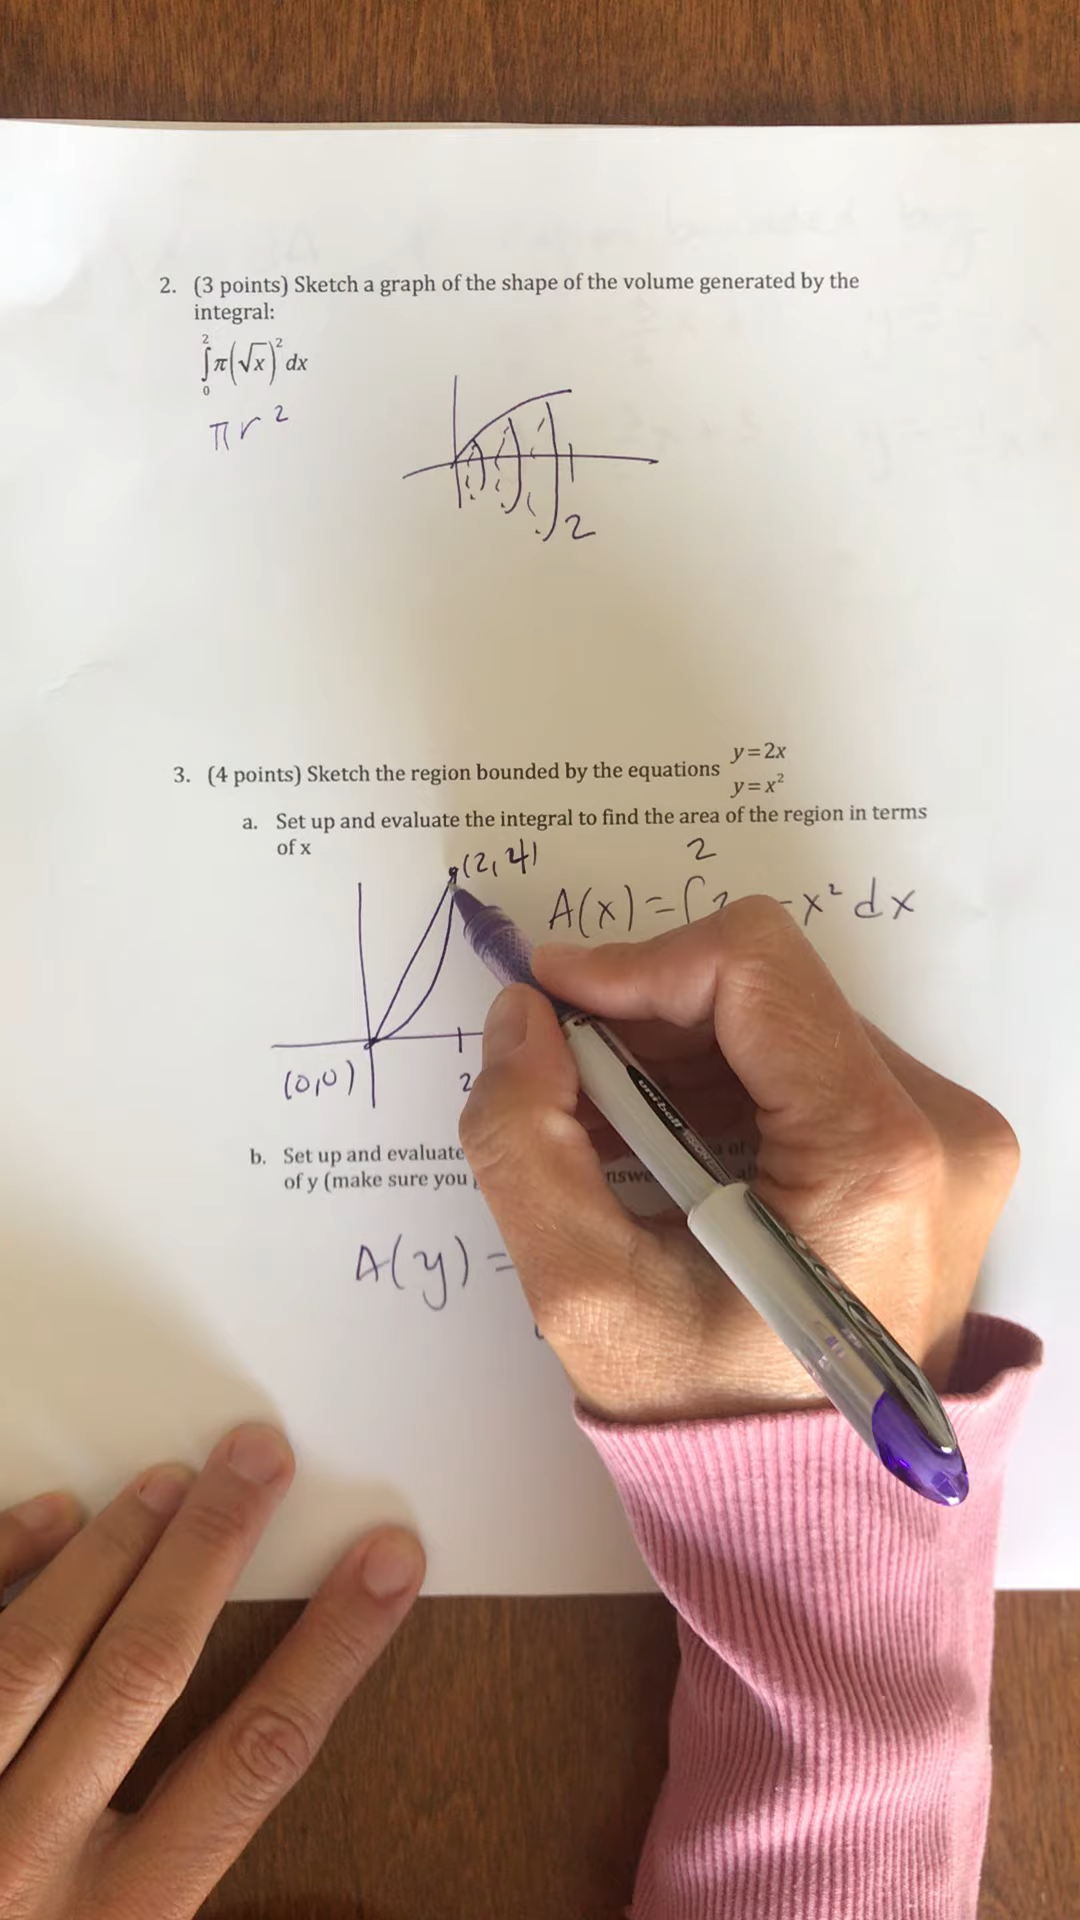 2. (3 points) Sketch a graph of the shape of the volume generated by the
integral:
∫₀² π(√x)² dx
πr²
2
3. (4 points) Sketch the region bounded by the equations y=2x
y=x²
a. Set up and evaluate the integral to find the area of the region in terms
of x
(2, 4)
2
A(x) = ∫ -x² dx
(0,0)
2
b. Set up and evaluate
of y (make sure you
A(y) =
uni-ball